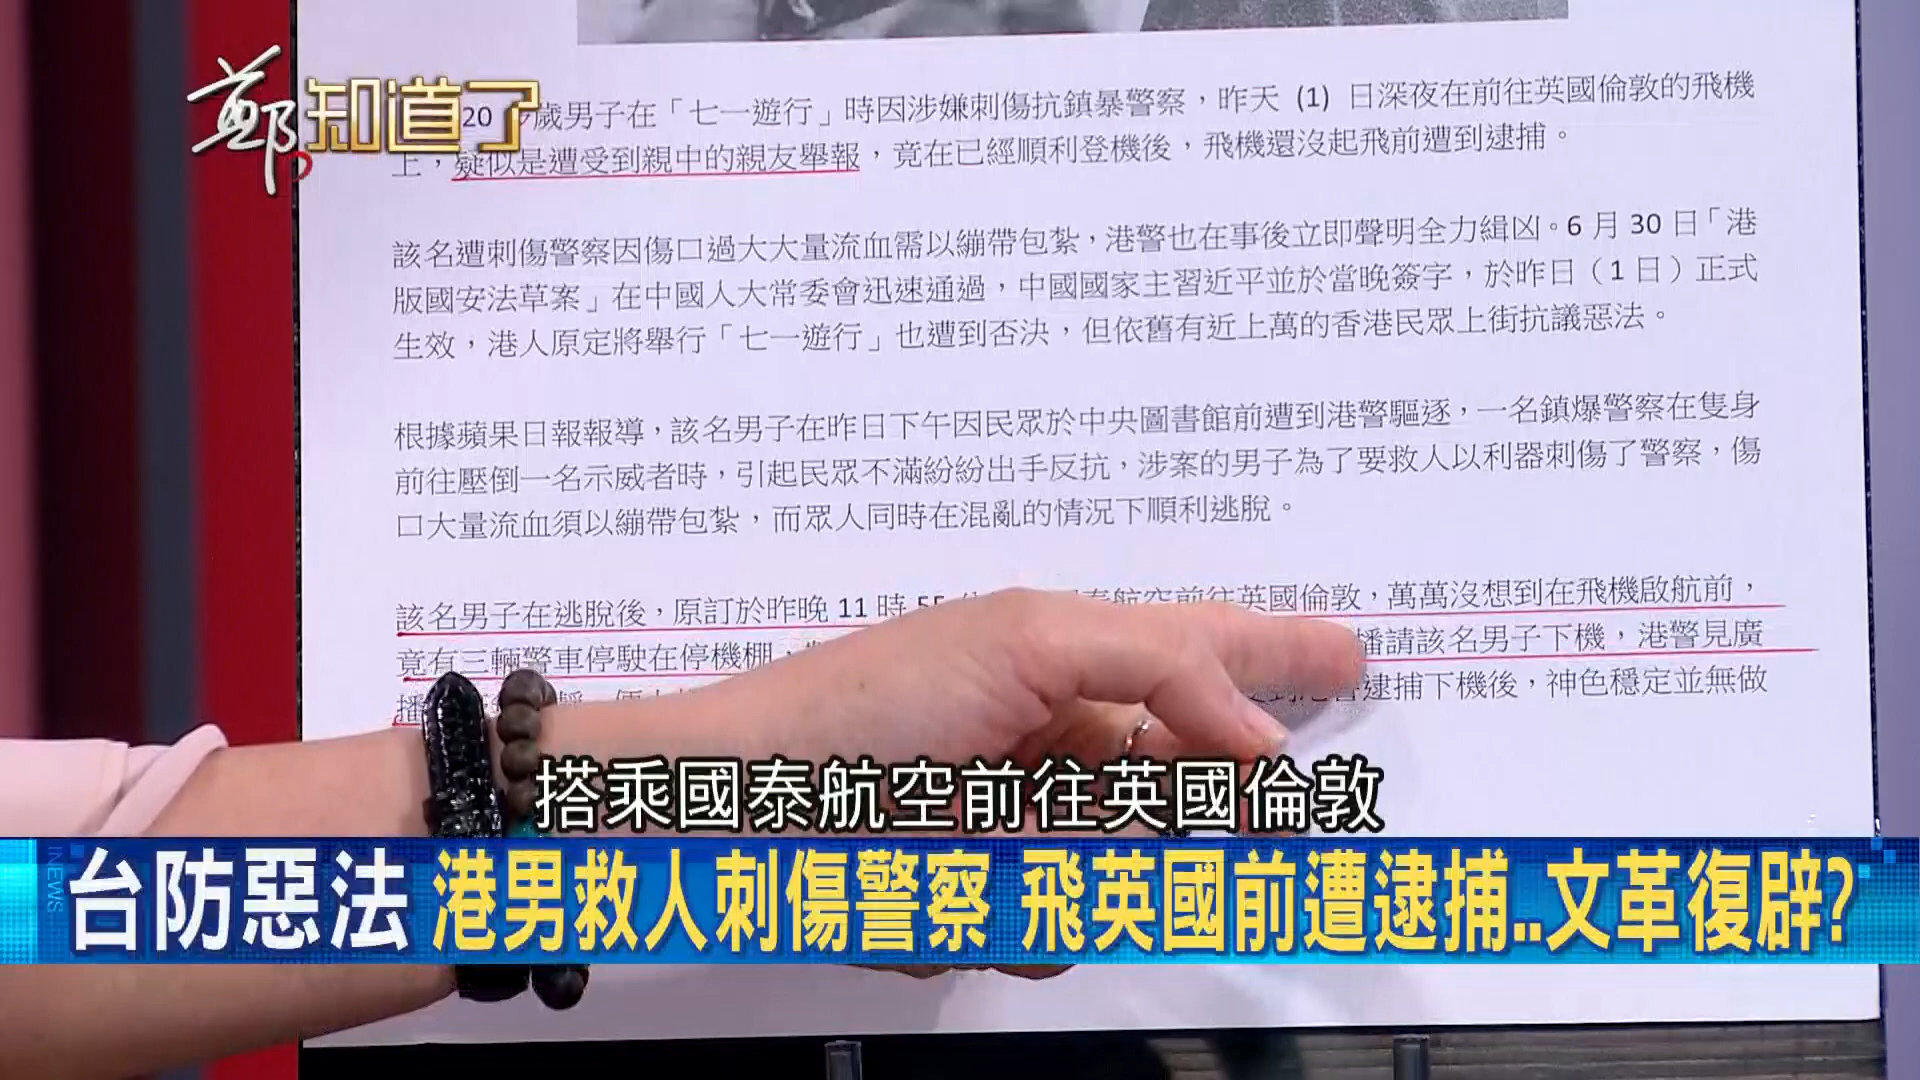 鄭知道了
20 歲男子在「七一遊行」時因涉嫌刺傷抗鎮暴警察，昨天 (1) 日深夜在前往英國倫敦的飛機
上，疑似是遭受到親中的親友舉報，竟在已經順利登機後，飛機還沒起飛前遭到逮捕。
該名遭刺傷警察因傷口過大大量流血需以繃帶包紮，港警也在事後立即聲明全力緝凶。6 月 30 日「港
版國安法草案」在中國人大常委會迅速通過，中國國家主習近平並於當晚簽字，於昨日（1 日）正式
生效，港人原定將舉行「七一遊行」也遭到否決，但依舊有近上萬的香港民眾上街抗議惡法。
根據蘋果日報報導，該名男子在昨日下午因民眾於中央圖書館前遭到港警驅逐，一名鎮爆警察在隻身
前往壓倒一名示威者時，引起民眾不滿紛紛出手反抗，涉案的男子為了要救人以利器刺傷了警察，傷
口大量流血須以繃帶包紮，而眾人同時在混亂的情況下順利逃脫。
該名男子在逃脫後，原訂於昨晚 11 時 航空前往英國倫敦，萬萬沒想到在飛機啟航前，
竟有三輛警車停駛在停機棚， 播請該名男子下機，港警見廣
播 逮捕下機後，神色穩定並無做
搭乘國泰航空前往英國倫敦
INEWS
台防惡法 港男救人刺傷警察 飛英國前遭逮捕..文革復辟?